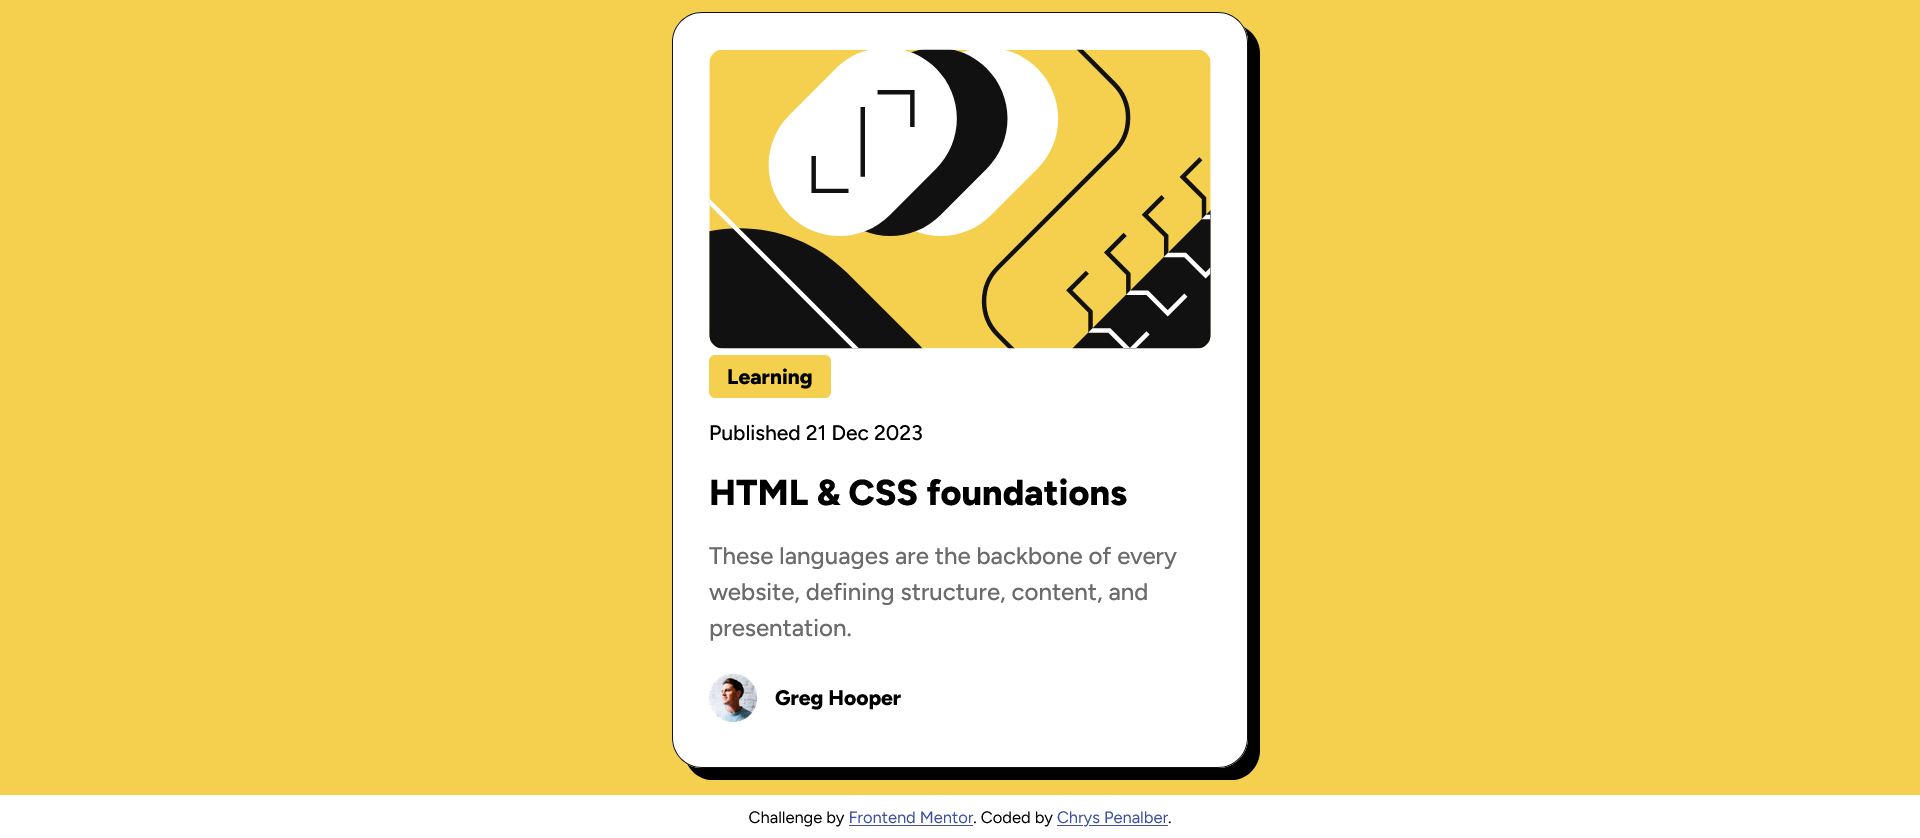 Learning
Published 21 Dec 2023
HTML & CSS foundations
These languages are the backbone of every
website, defining structure, content, and
presentation.
Greg Hooper
Challenge by Frontend Mentor. Coded by Chrys Penalber.